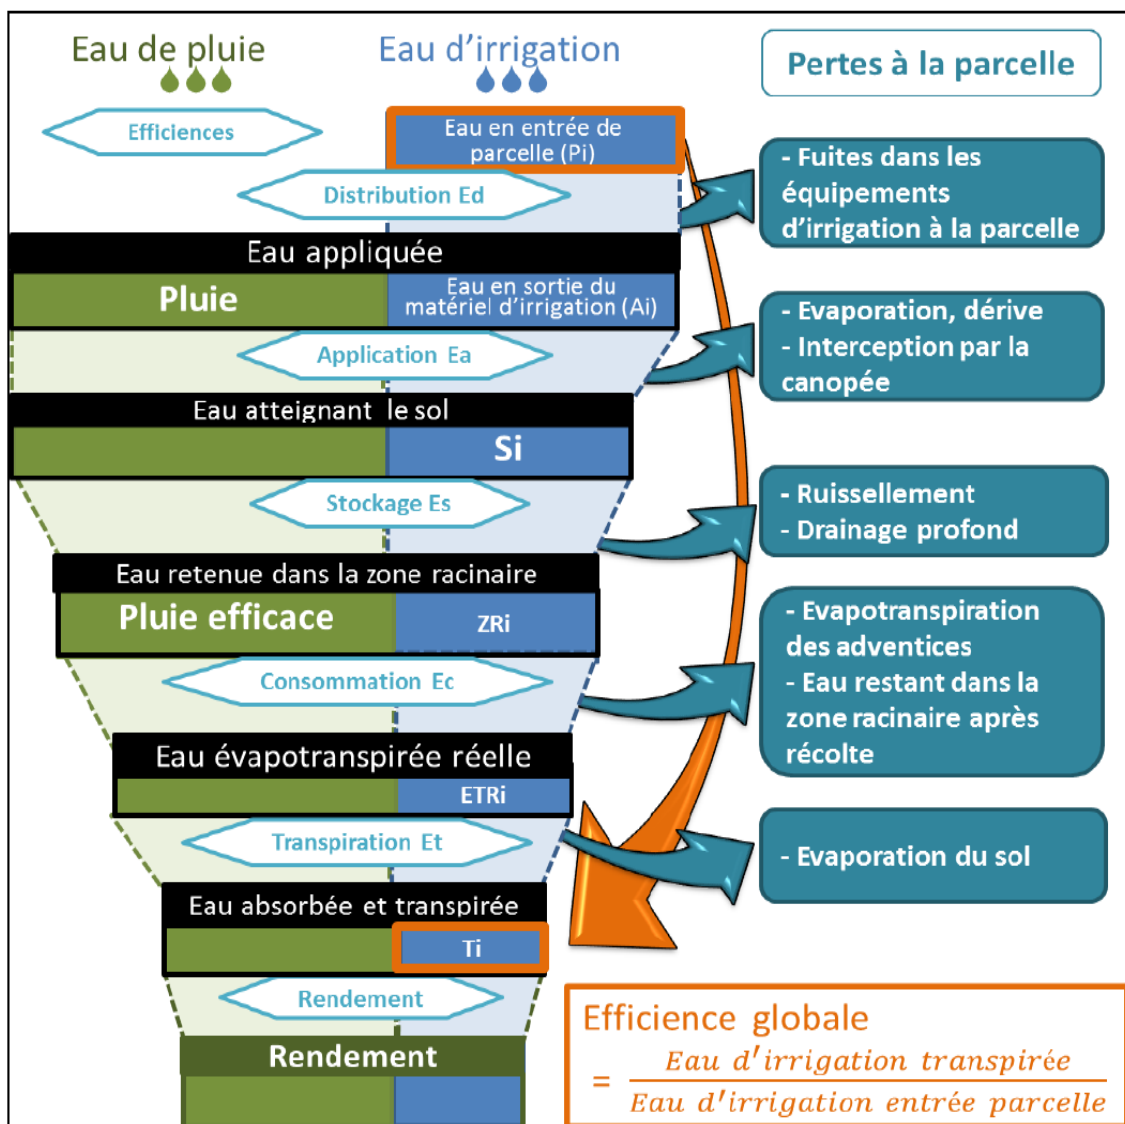 Eau de pluie
Eau d’irrigation
Pertes à la parcelle
Efficiences
Eau en entrée de
parcelle (Pi)
Distribution Ed
- Fuites dans les
équipements
d’irrigation à la parcelle
Eau appliquée
Pluie
Eau en sortie du
matériel d’irrigation (Ai)
Application Ea
- Evaporation, dérive
- Interception par la
canopée
Eau atteignant le sol
Si
Stockage Es
- Ruissellement
- Drainage profond
Eau retenue dans la zone racinaire
Pluie efficace
ZRi
Consommation Ec
- Evapotranspiration
des adventices
- Eau restant dans la
zone racinaire après
récolte
Eau évapotranspirée réelle
ETRi
Transpiration Et
- Evaporation du sol
Eau absorbée et transpirée
Ti
Rendement
Rendement
Efficience globale
= Eau d'irrigation transpirée
Eau d'irrigation entrée parcelle